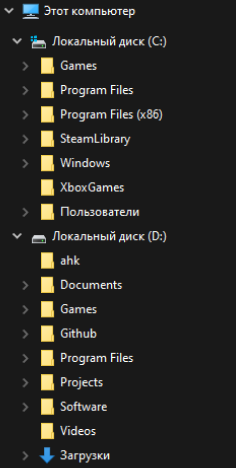 Этот компьютер
Локальный диск (C:)
Games
Program Files
Program Files (x86)
SteamLibrary
Windows
XboxGames
Пользователи
Локальный диск (D:)
ahk
Documents
Games
Github
Program Files
Projects
Software
Videos
Загрузки